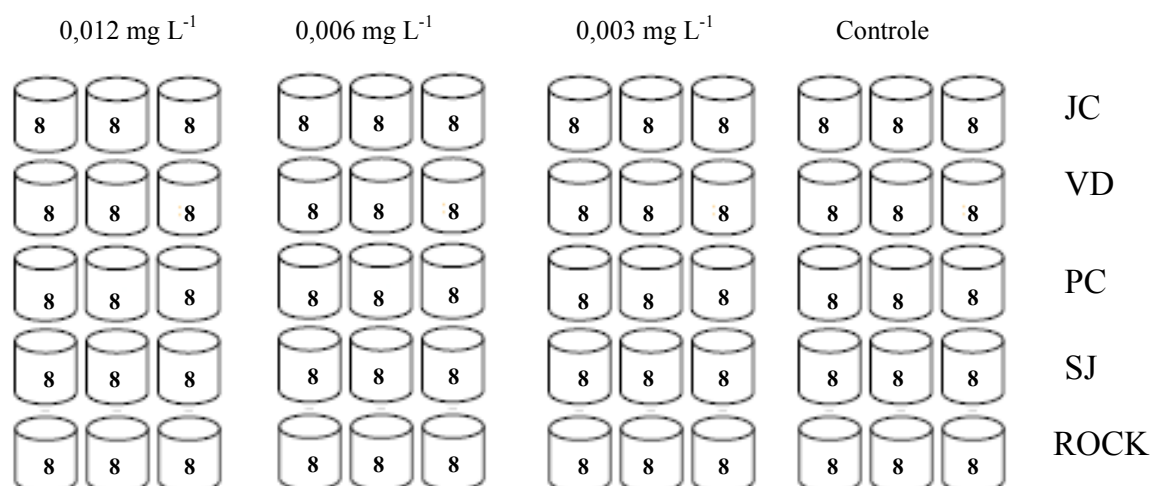 0,012 mg L⁻¹ 0,006 mg L⁻¹ 0,003 mg L⁻¹ Controle
8 8 8 8 8 8 8 8 8 8 8 8 JC
8 8 8 8 8 8 8 8 8 8 8 8 VD
8 8 8 8 8 8 8 8 8 8 8 8 PC
8 8 8 8 8 8 8 8 8 8 8 8 SJ
8 8 8 8 8 8 8 8 8 8 8 8 ROCK